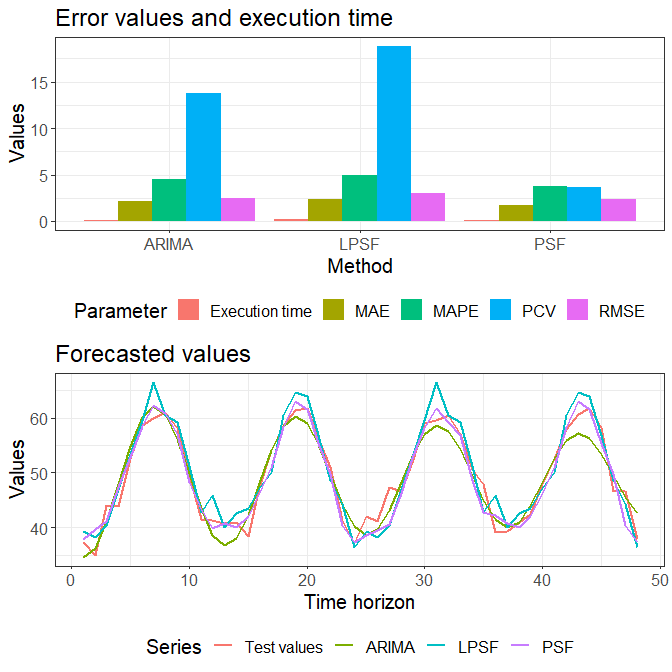 Error values and execution time
Values
15
10
5
0
ARIMA LPSF PSF
Method
Parameter Execution time MAE MAPE PCV RMSE
Forecasted values
Values
60
50
40
0 10 20 30 40 50
Time horizon
Series Test values ARIMA LPSF PSF